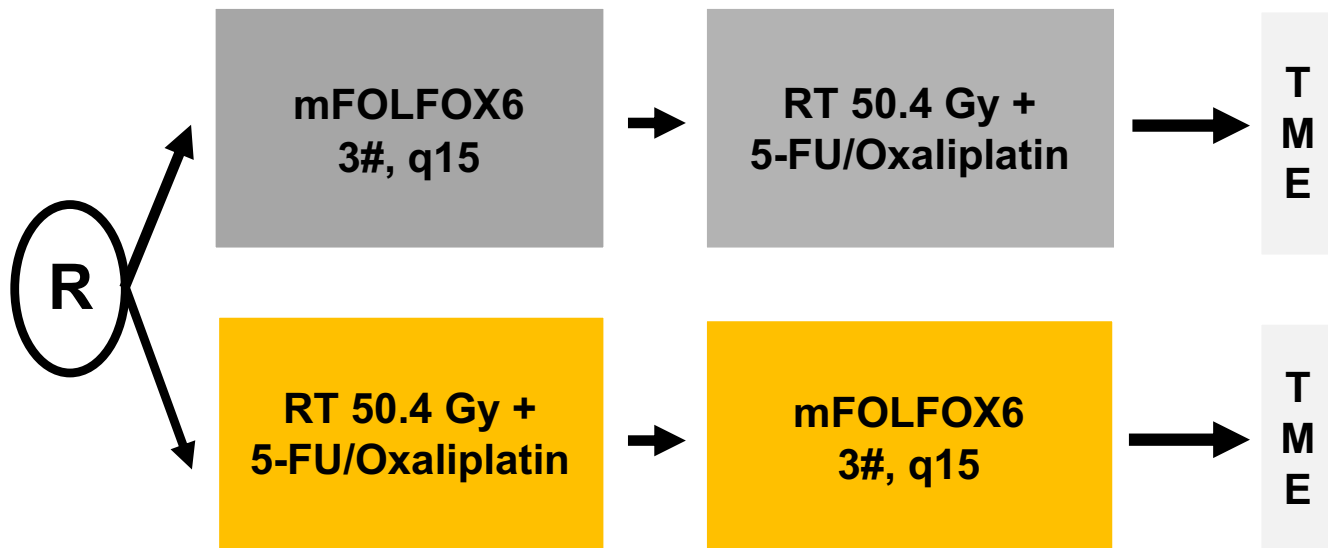 mFOLFOX6
3#, q15
RT 50.4 Gy +
5-FU/Oxaliplatin
T
M
E
R
RT 50.4 Gy +
5-FU/Oxaliplatin
mFOLFOX6
3#, q15
T
M
E